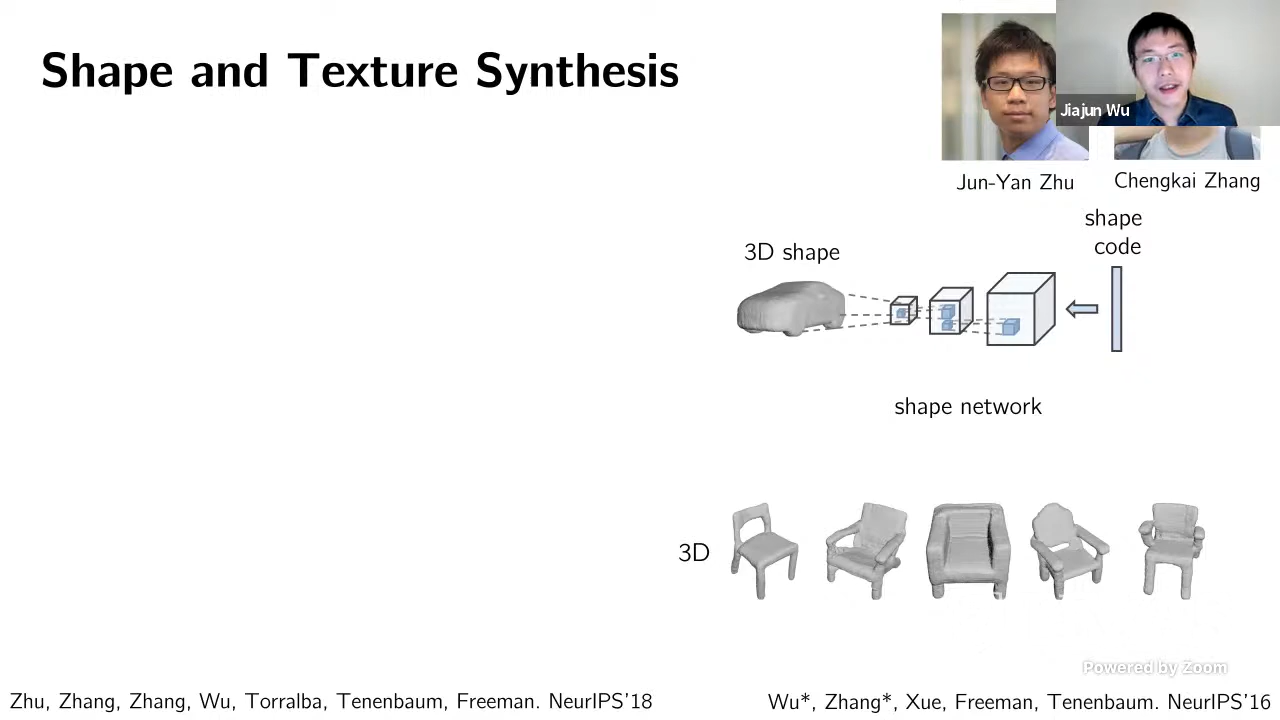 Shape and Texture Synthesis
Jiajun Wu
Jun-Yan Zhu
Chengkai Zhang
shape
code
3D shape
shape network
3D
Powered by Zoom
Zhu, Zhang, Zhang, Wu, Torralba, Tenenbaum, Freeman. NeurIPS'18
Wu*, Zhang*, Xue, Freeman, Tenenbaum. NeurIPS'16